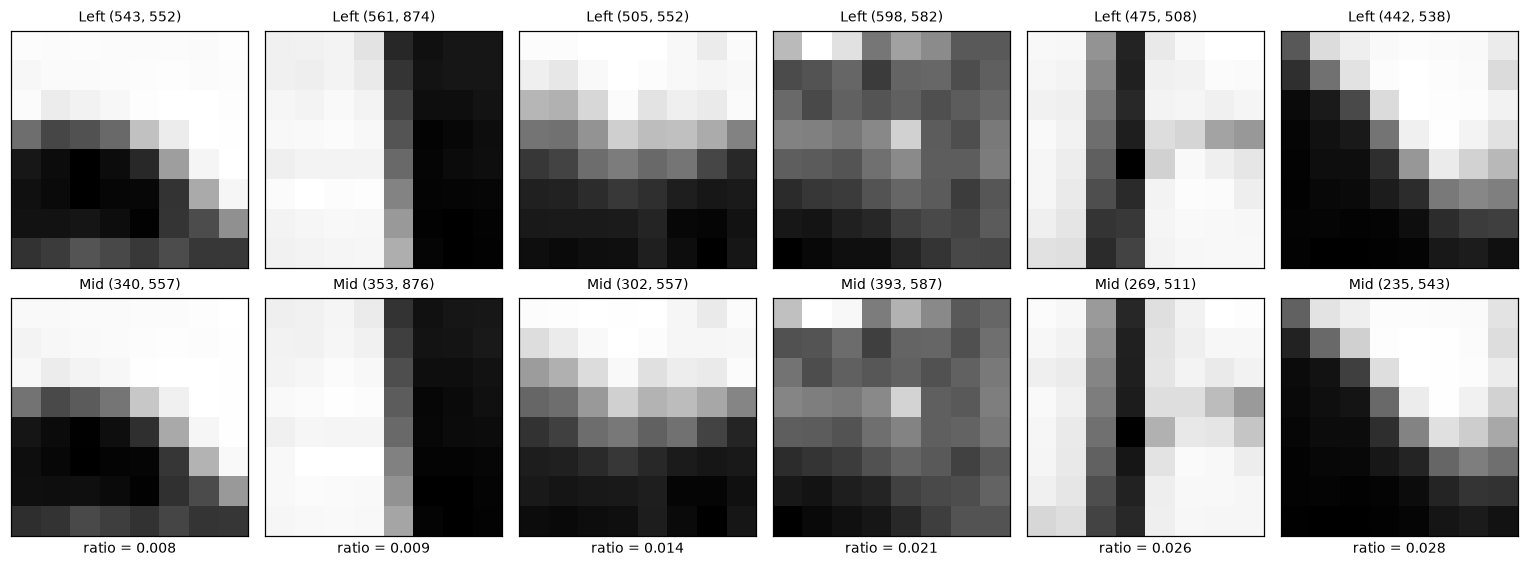 Left (543, 552) Left (561, 874) Left (505, 552) Left (598, 582) Left (475, 508) Left (442, 538)
Mid (340, 557) Mid (353, 876) Mid (302, 557) Mid (393, 587) Mid (269, 511) Mid (235, 543)
ratio = 0.008 ratio = 0.009 ratio = 0.014 ratio = 0.021 ratio = 0.026 ratio = 0.028